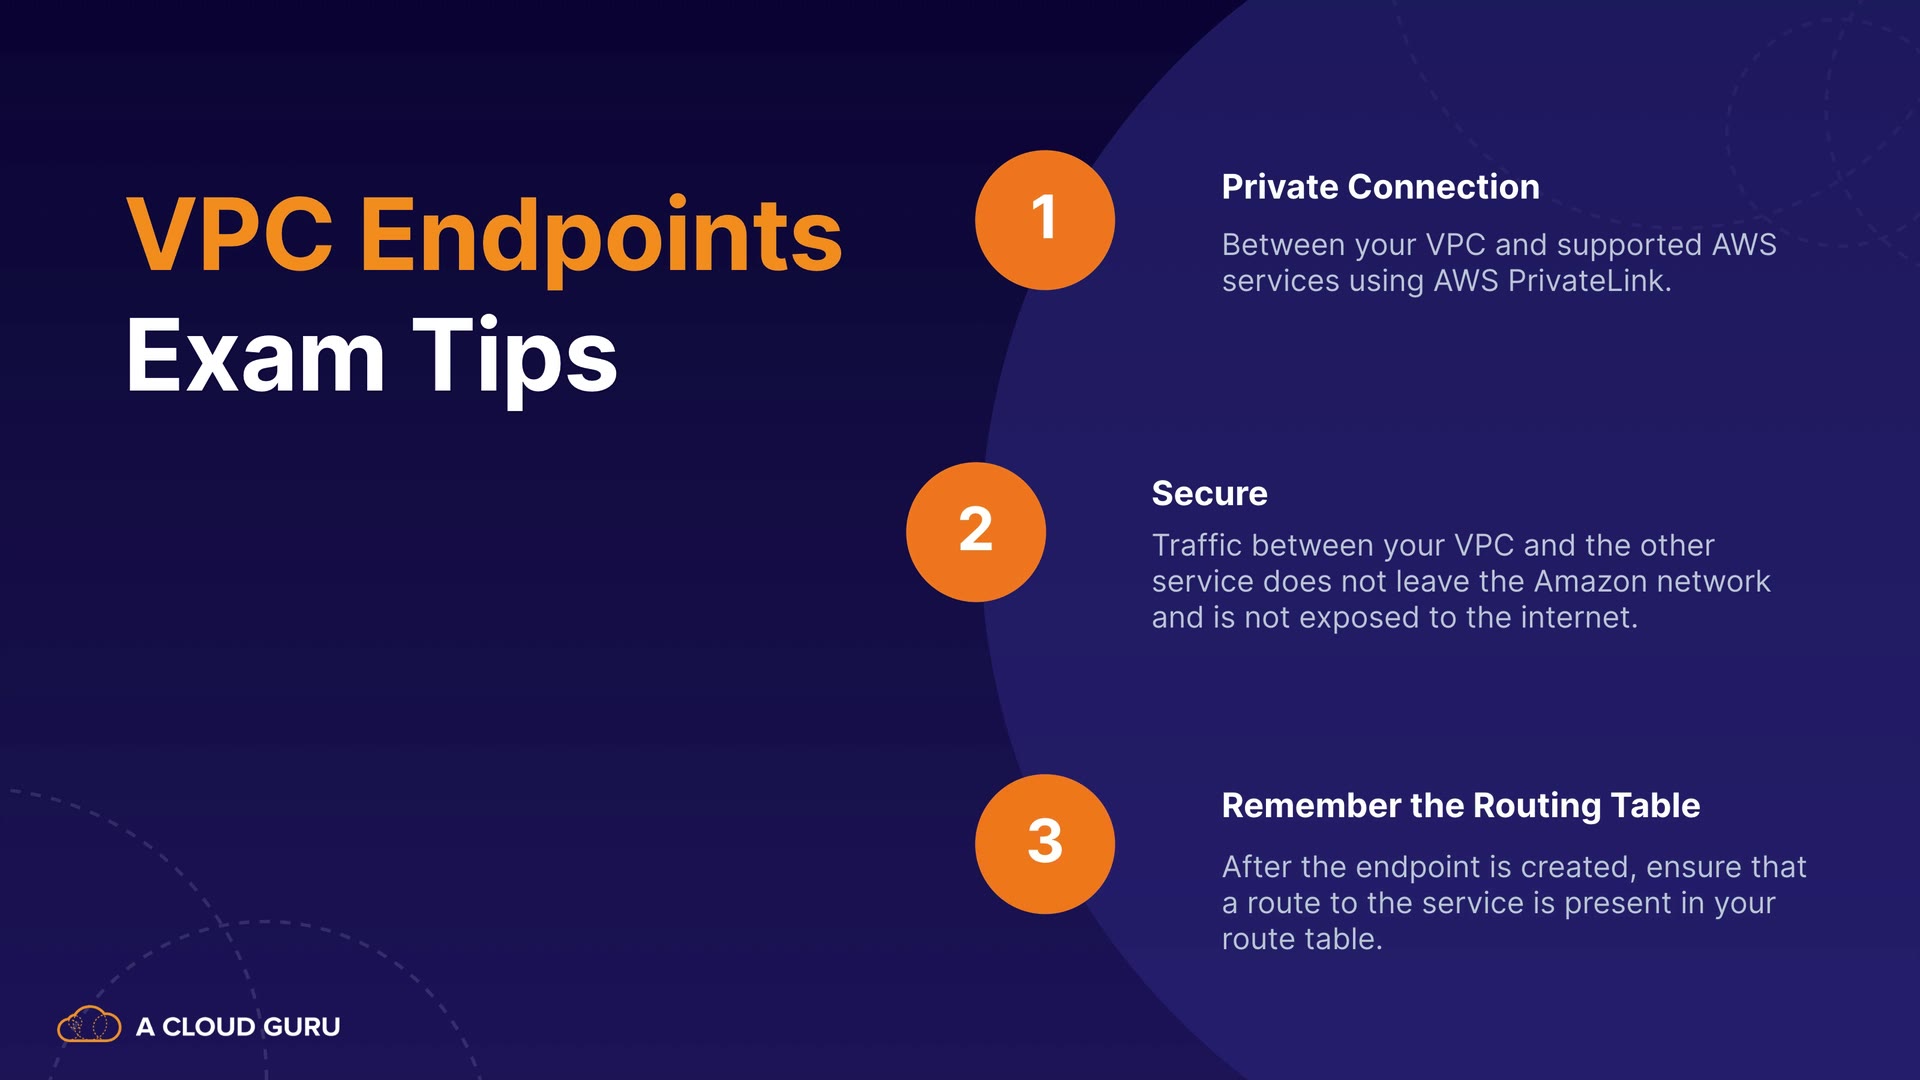 VPC Endpoints
Exam Tips
1
Private Connection
Between your VPC and supported AWS
services using AWS PrivateLink.
2
Secure
Traffic between your VPC and the other
service does not leave the Amazon network
and is not exposed to the internet.
3
Remember the Routing Table
After the endpoint is created, ensure that
a route to the service is present in your
route table.
A CLOUD GURU